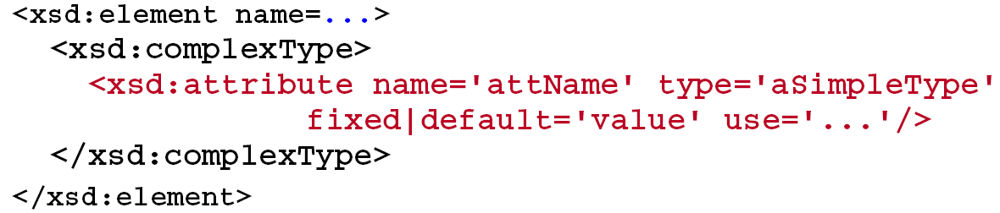 <xsd:element name=...>
<xsd:complexType>
<xsd:attribute name='attName' type='aSimpleType'
fixed|default='value' use='...'/>
</xsd:complexType>
</xsd:element>